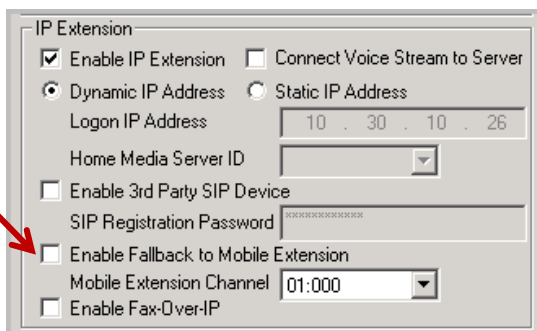 IP Extension
Enable IP Extension Connect Voice Stream to Server
Dynamic IP Address Static IP Address
Logon IP Address 10 . 30 . 10 . 26
Home Media Server ID
Enable 3rd Party SIP Device
SIP Registration Password ************
Enable Fallback to Mobile Extension
Mobile Extension Channel 01:000
Enable Fax-Over-IP